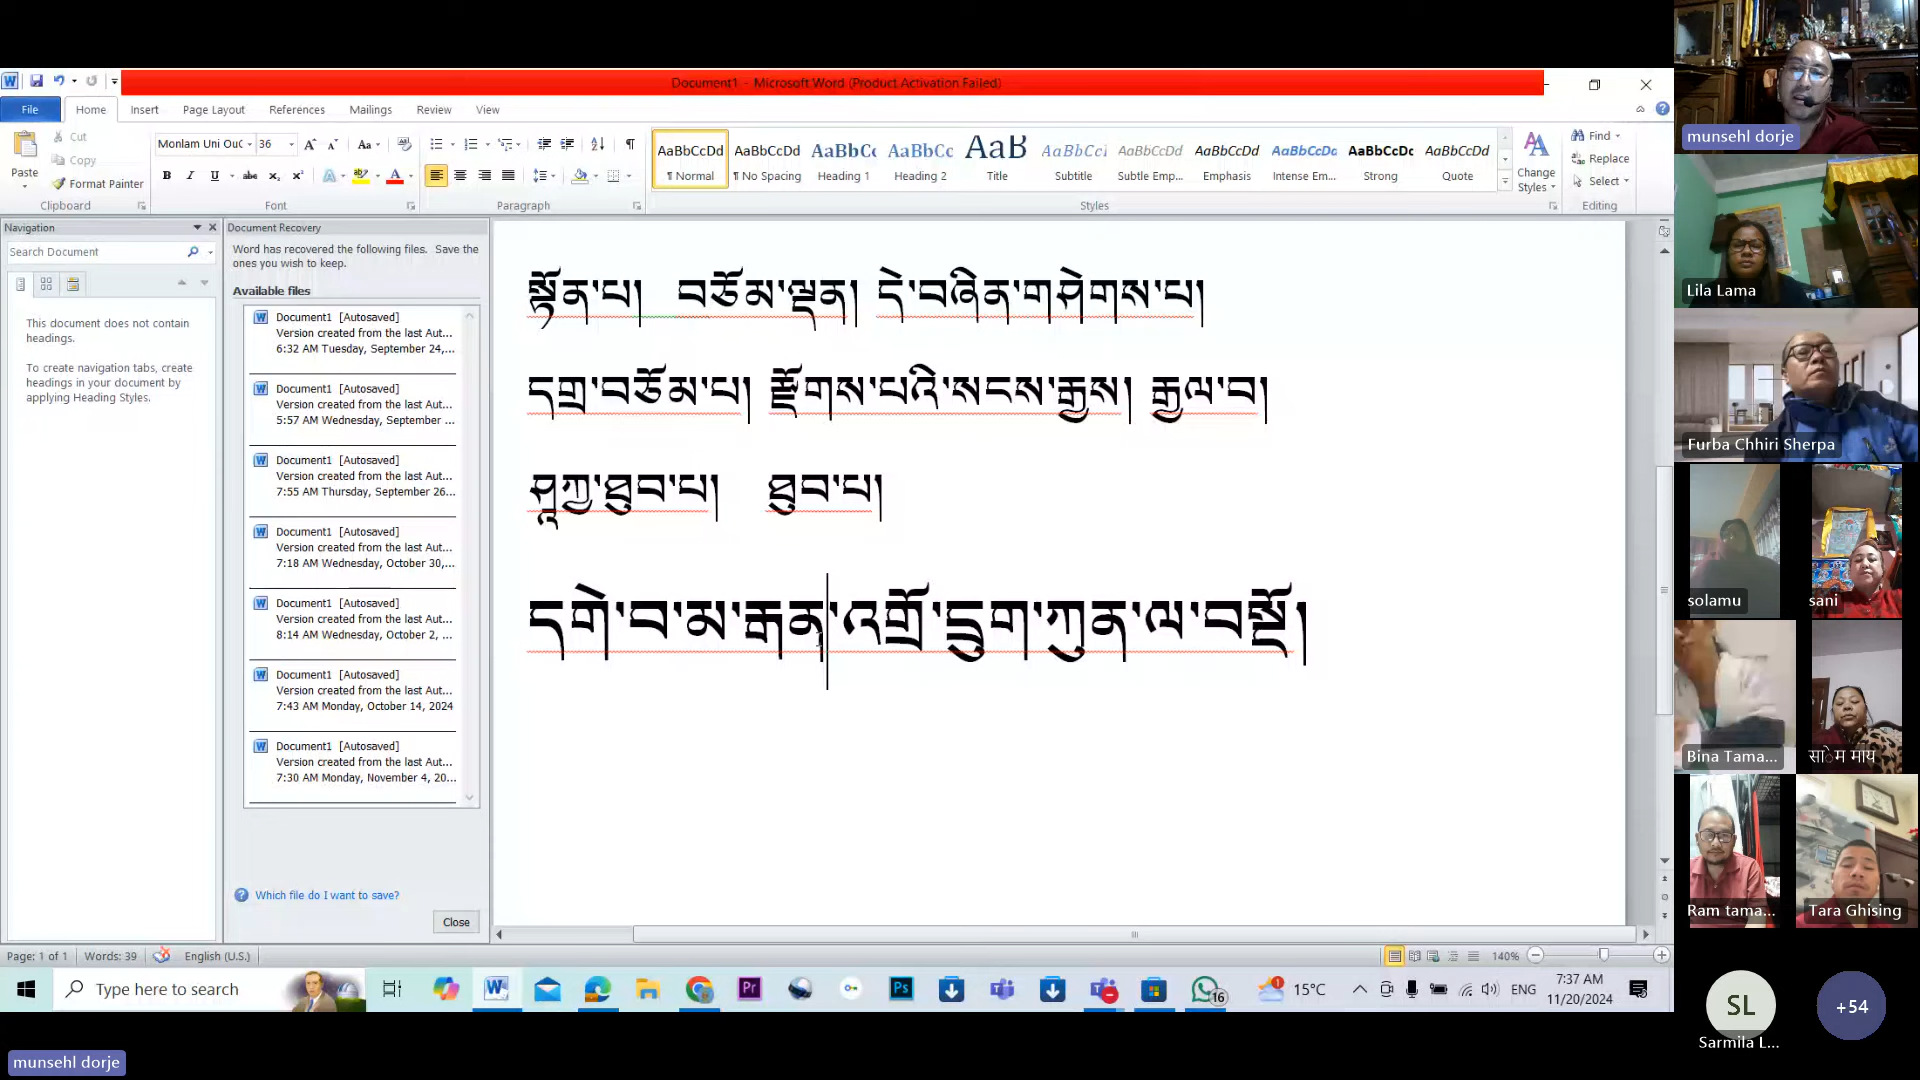 Document1 - Microsoft Word (Product Activation Failed)
File Home Insert Page Layout References Mailings Review View
Paste
Cut
Copy
Format Painter
Clipboard
Monlam Uni OuC 36
Font
Paragraph
AaBbCcDd AaBbCcDd AaBbCc AaBbCc AaB AaBbCcI AaBbCcDd AaBbCcDd AaBbCcDc AaBbCcDc AaBbCcDd
¶ Normal ¶ No Spacing Heading 1 Heading 2 Title Subtitle Subtle Emp... Emphasis Intense Em... Strong Quote
Styles
Change Styles
Find
Replace
Select
Editing
Navigation
Search Document
This document does not contain
headings.
To create navigation tabs, create
headings in your document by
applying Heading Styles.
Document Recovery
Word has recovered the following files. Save the
ones you wish to keep.
Available files
Document1 [Autosaved]
Version created from the last Aut...
6:32 AM Tuesday, September 24,...
Document1 [Autosaved]
Version created from the last Aut...
5:57 AM Wednesday, September ...
Document1 [Autosaved]
Version created from the last Aut...
7:55 AM Thursday, September 26...
Document1 [Autosaved]
Version created from the last Aut...
7:18 AM Wednesday, October 30,...
Document1 [Autosaved]
Version created from the last Aut...
8:14 AM Wednesday, October 2, ...
Document1 [Autosaved]
Version created from the last Aut...
7:43 AM Monday, October 14, 2024
Document1 [Autosaved]
Version created from the last Aut...
7:30 AM Monday, November 4, 20...
Which file do I want to save?
Close
སྟོན་པ། བཅོམ་ལྡན། དེ་བཞིན་གཤེགས་པ།
དགྲ་བཅོམ་པ། རྫོགས་པའི་སངས་རྒྱས། རྒྱལ་བ།
ཤཱཀྱ་ཐུབ་པ། ཐུབ་པ།
དགེ་བ་མ་རྒན་འགྲོ་དྲུག་ཀུན་ལ་བསྔོ།
Page: 1 of 1 Words: 39 English (U.S.) 140%
Type here to search
16
1 15°C ENG 7:37 AM
11/20/2024
munsehl dorje
Lila Lama
Furba Chhiri Sherpa
solamu sani
Bina Tama... साेम माय
Ram tama... Tara Ghising
SL +54
Sarmila L...
munsehl dorje